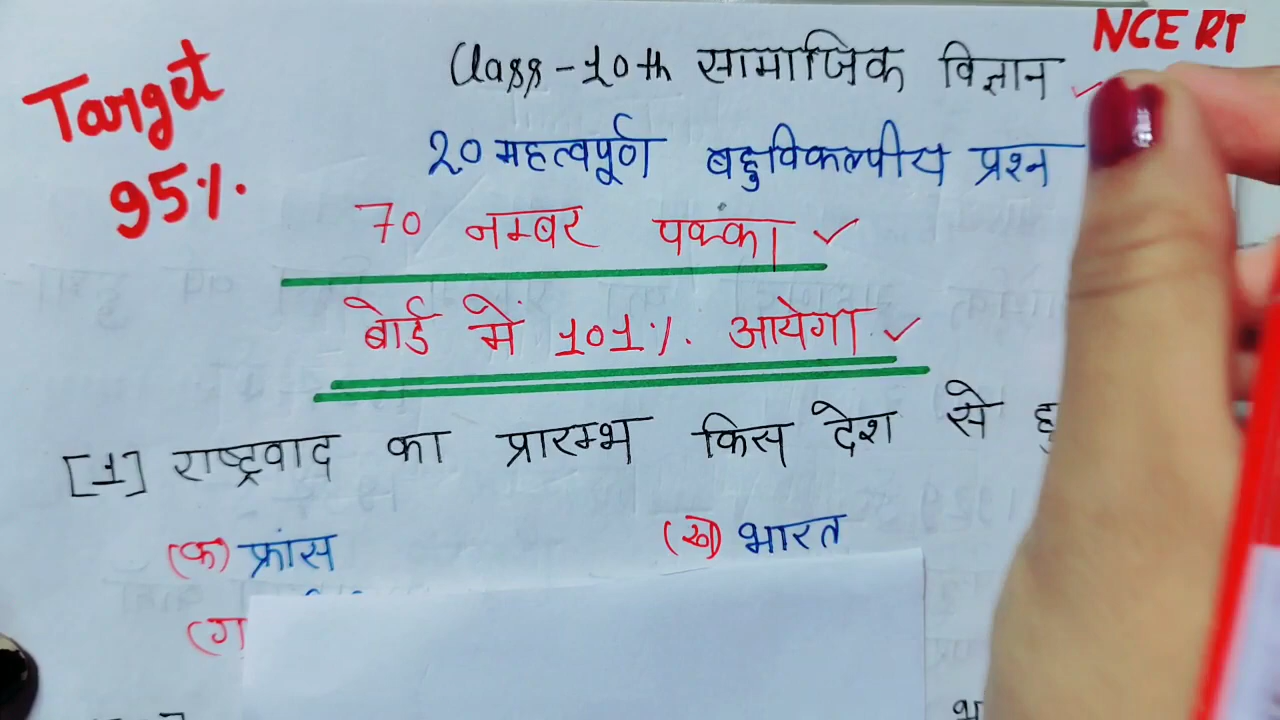 NCERT
Target
95%.
Class-10th सामाजिक विज्ञान
20 महत्वपूर्ण बहुविकल्पीय प्रश्न
70 नम्बर पक्का
बोर्ड में 101%. आयेगा
[1] राष्ट्रवाद का प्रारम्भ किस देश से
(क) फ्रांस (ख) भारत
(ग